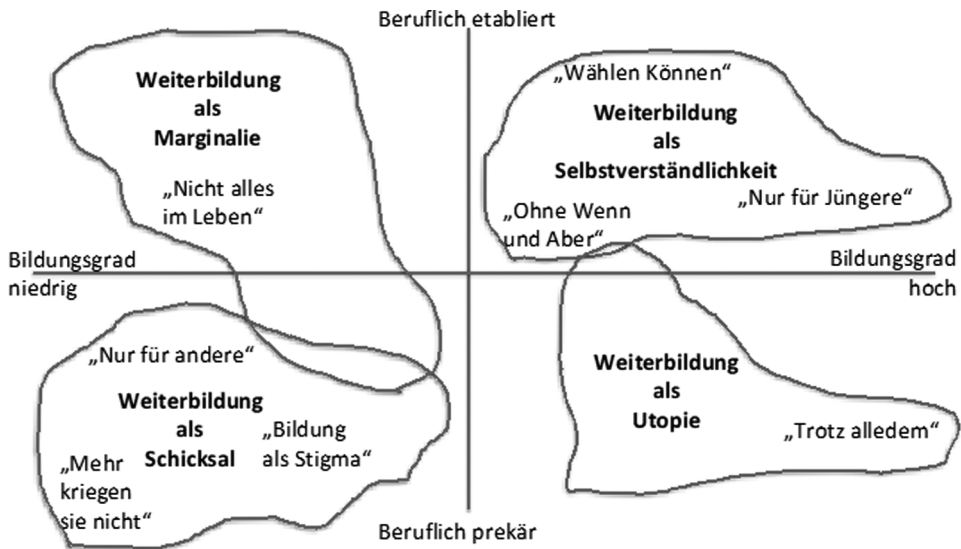 Beruflich etabliert
Weiterbildung
als
Marginalie
„Nicht alles
im Leben“
„Wählen Können“
Weiterbildung
als
Selbstverständlichkeit
„Nur für Jüngere“
„Ohne Wenn
und Aber“
Bildungsgrad
niedrig
Bildungsgrad
hoch
„Nur für andere“
Weiterbildung
als
Schicksal
„Bildung
als Stigma“
„Mehr
kriegen
sie nicht“
Weiterbildung
als
Utopie
„Trotz alledem“
Beruflich prekär